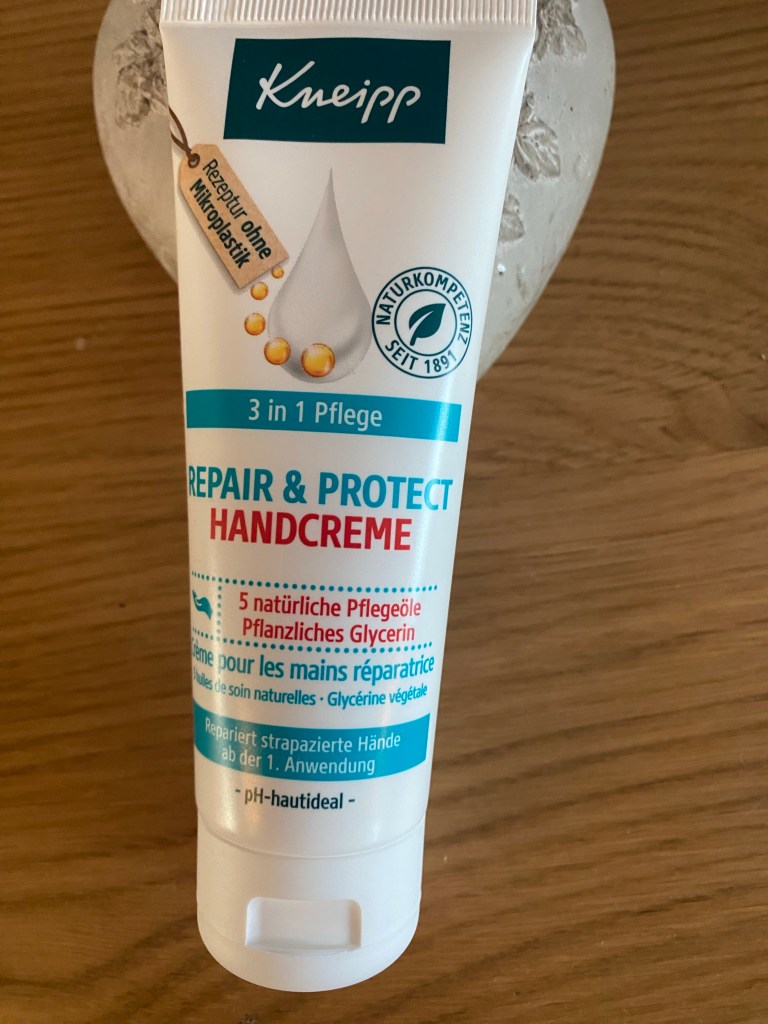 Kneipp
Rezeptur ohne
Mikroplastik
NATURKOMPETENZ
SEIT 1891
3 in 1 Pflege
REPAIR & PROTECT
HANDCREME
5 natürliche Pflegeöle
Pflanzliches Glycerin
Crème pour les mains réparatrice
huiles de soin naturelles · Glycérine végétale
Repariert strapazierte Hände
ab der 1. Anwendung
- pH-hautideal -